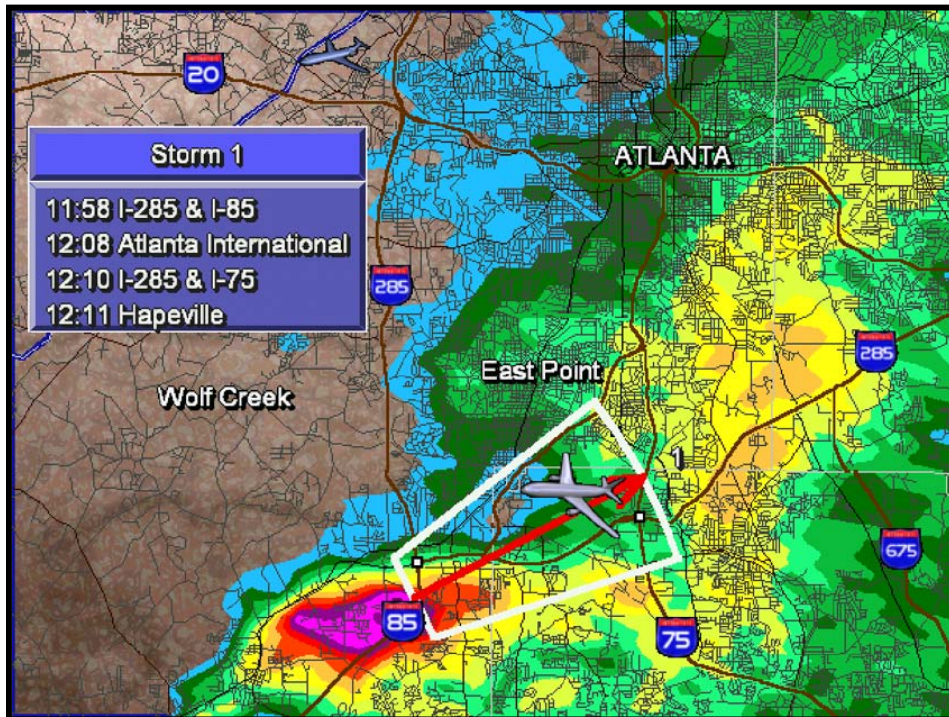 20
Storm 1
ATLANTA
11:58 I-285 & I-85
12:08 Atlanta International
12:10 I-285 & I-75
12:11 Hapeville
285
285
East Point
Wolf Creek
1
675
85
75